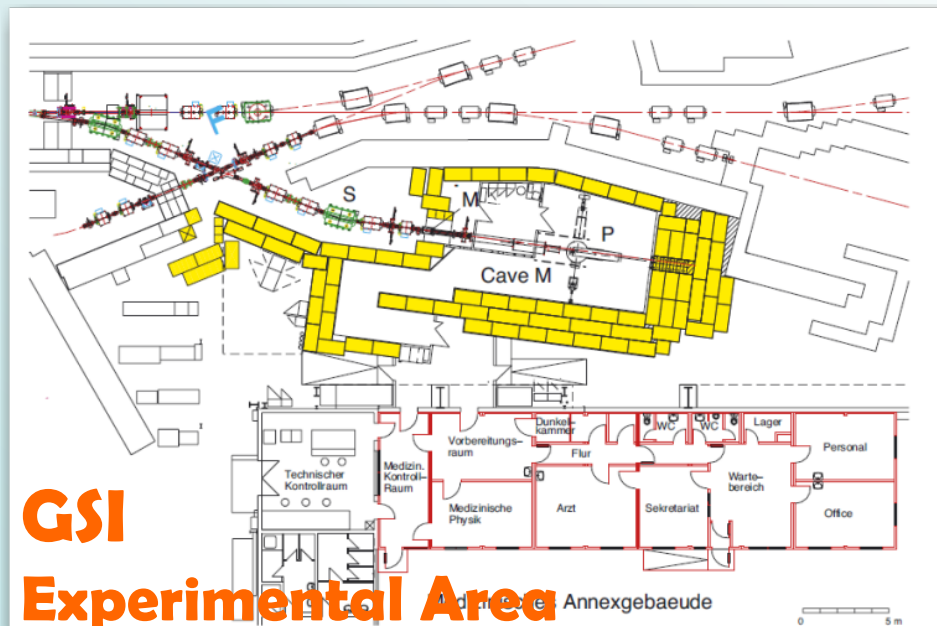 F
S
M
P
Cave M
Dunkel-
kammer
WC
WC
Lager
Vorbereitungs-
raum
Flur
Personal
Technischer
Kontrollraum
Medizin.
Kontroll-
Raum
Warte-
bereich
Medizinische
Physik
Arzt
Sekretariat
Office
GSI
Experimental Area
Annexgebaeude
0 5 m